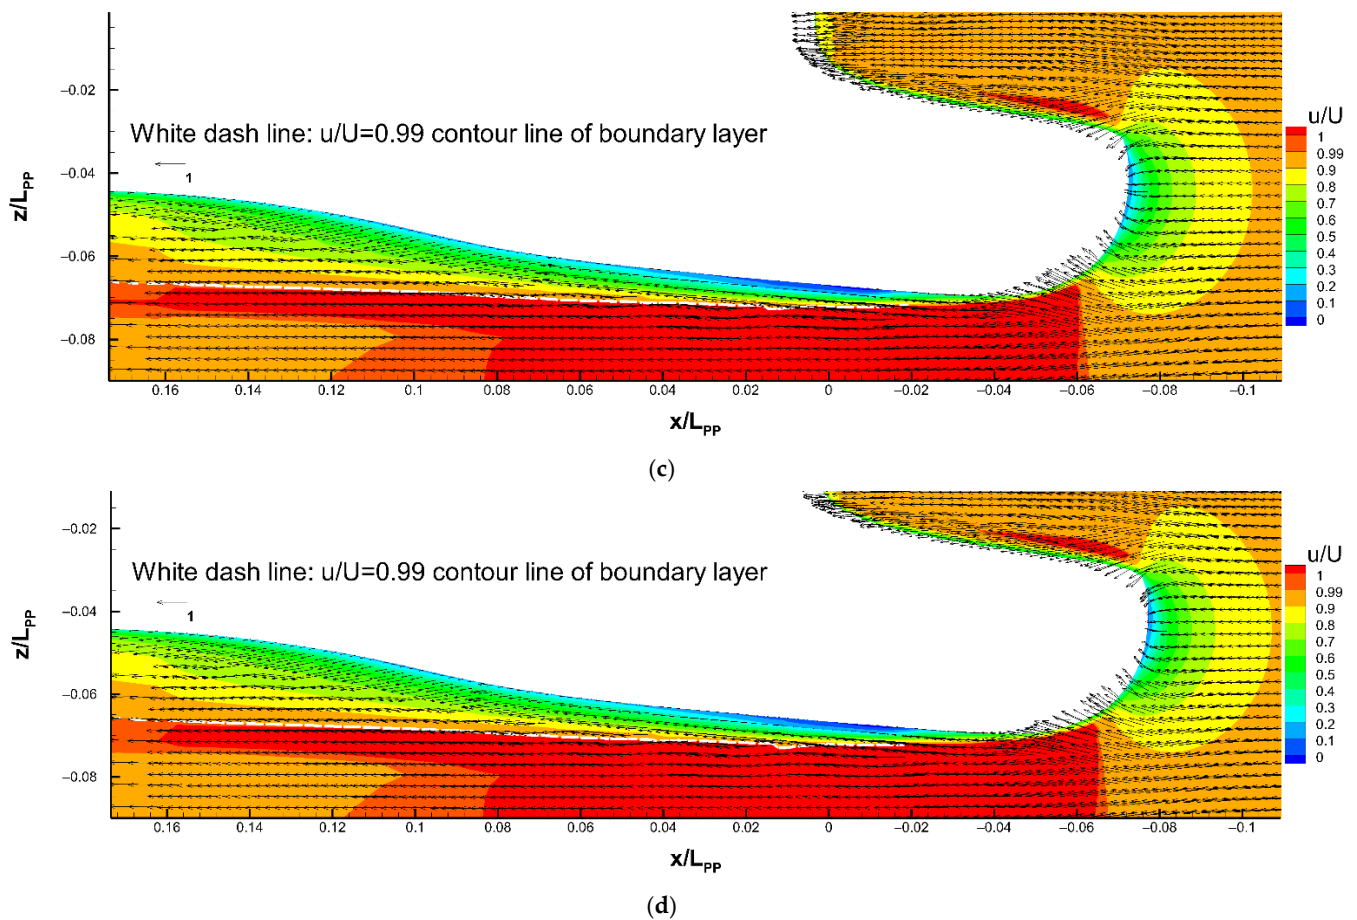 −0.02
White dash line: u/U=0.99 contour line of boundary layer
1
−0.04
−0.06
−0.08
z/LPP
0.16 0.14 0.12 0.1 0.08 0.06 0.04 0.02 0 −0.02 −0.04 −0.06 −0.08 −0.1
x/LPP
u/U
1
0.99
0.9
0.8
0.7
0.6
0.5
0.4
0.3
0.2
0.1
0
(c)
−0.02
White dash line: u/U=0.99 contour line of boundary layer
1
−0.04
−0.06
−0.08
z/LPP
0.16 0.14 0.12 0.1 0.08 0.06 0.04 0.02 0 −0.02 −0.04 −0.06 −0.08 −0.1
x/LPP
u/U
1
0.99
0.9
0.8
0.7
0.6
0.5
0.4
0.3
0.2
0.1
0
(d)